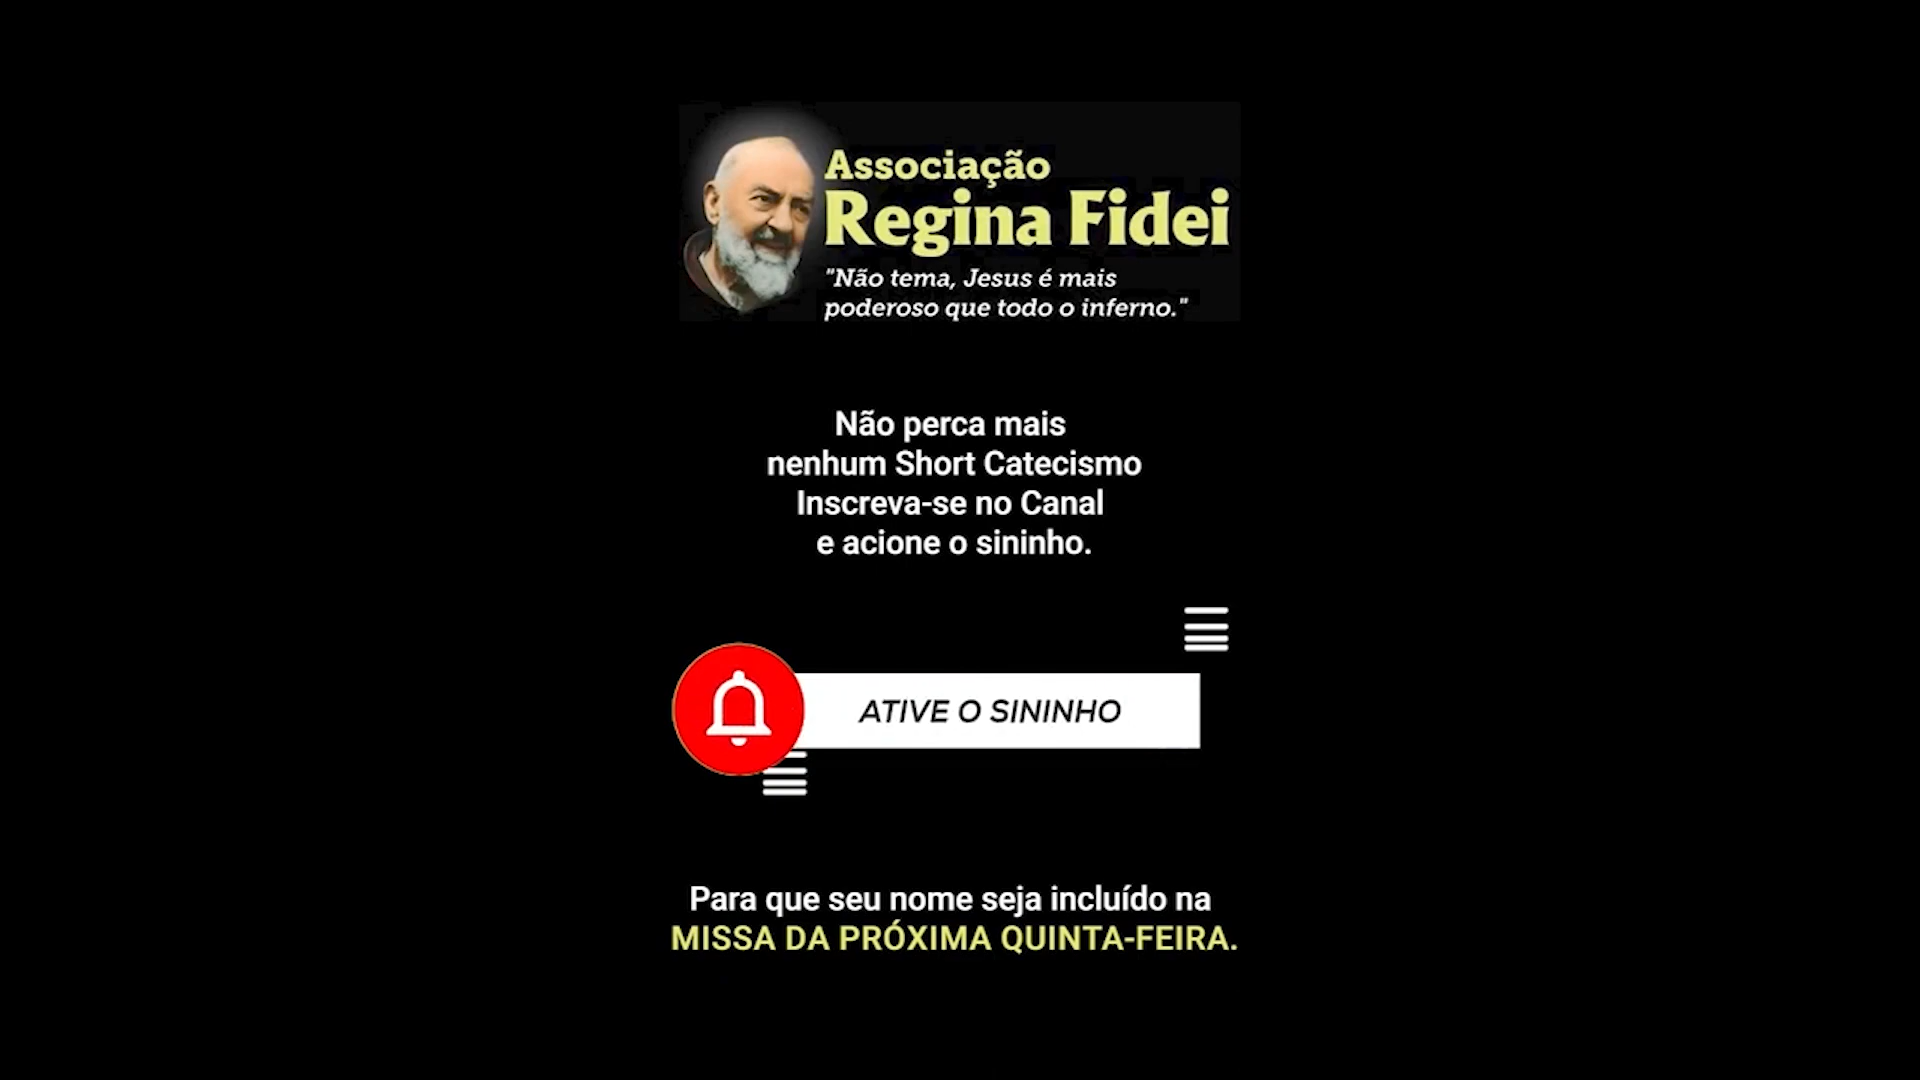 Associação
Regina Fidei
"Não tema, Jesus é mais
poderoso que todo o inferno."
Não perca mais
nenhum Short Catecismo
Inscreva-se no Canal
e acione o sininho.
ATIVE O SININHO
Para que seu nome seja incluído na
MISSA DA PRÓXIMA QUINTA-FEIRA.